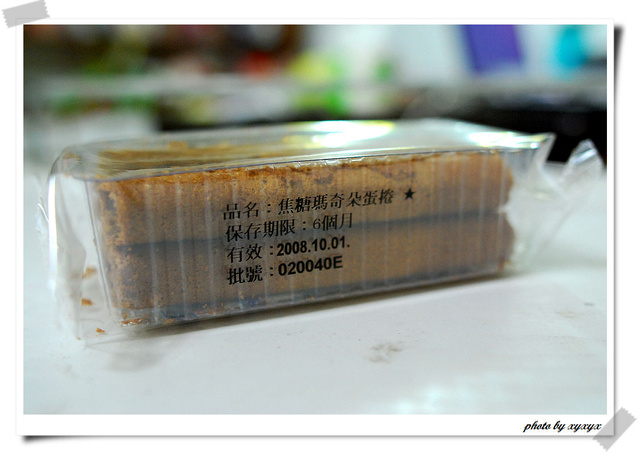 品名：焦糖瑪奇朵蛋捲 ★
保存期限：6個月
有效：2008.10.01.
批號：020040E
photo by xyxyx